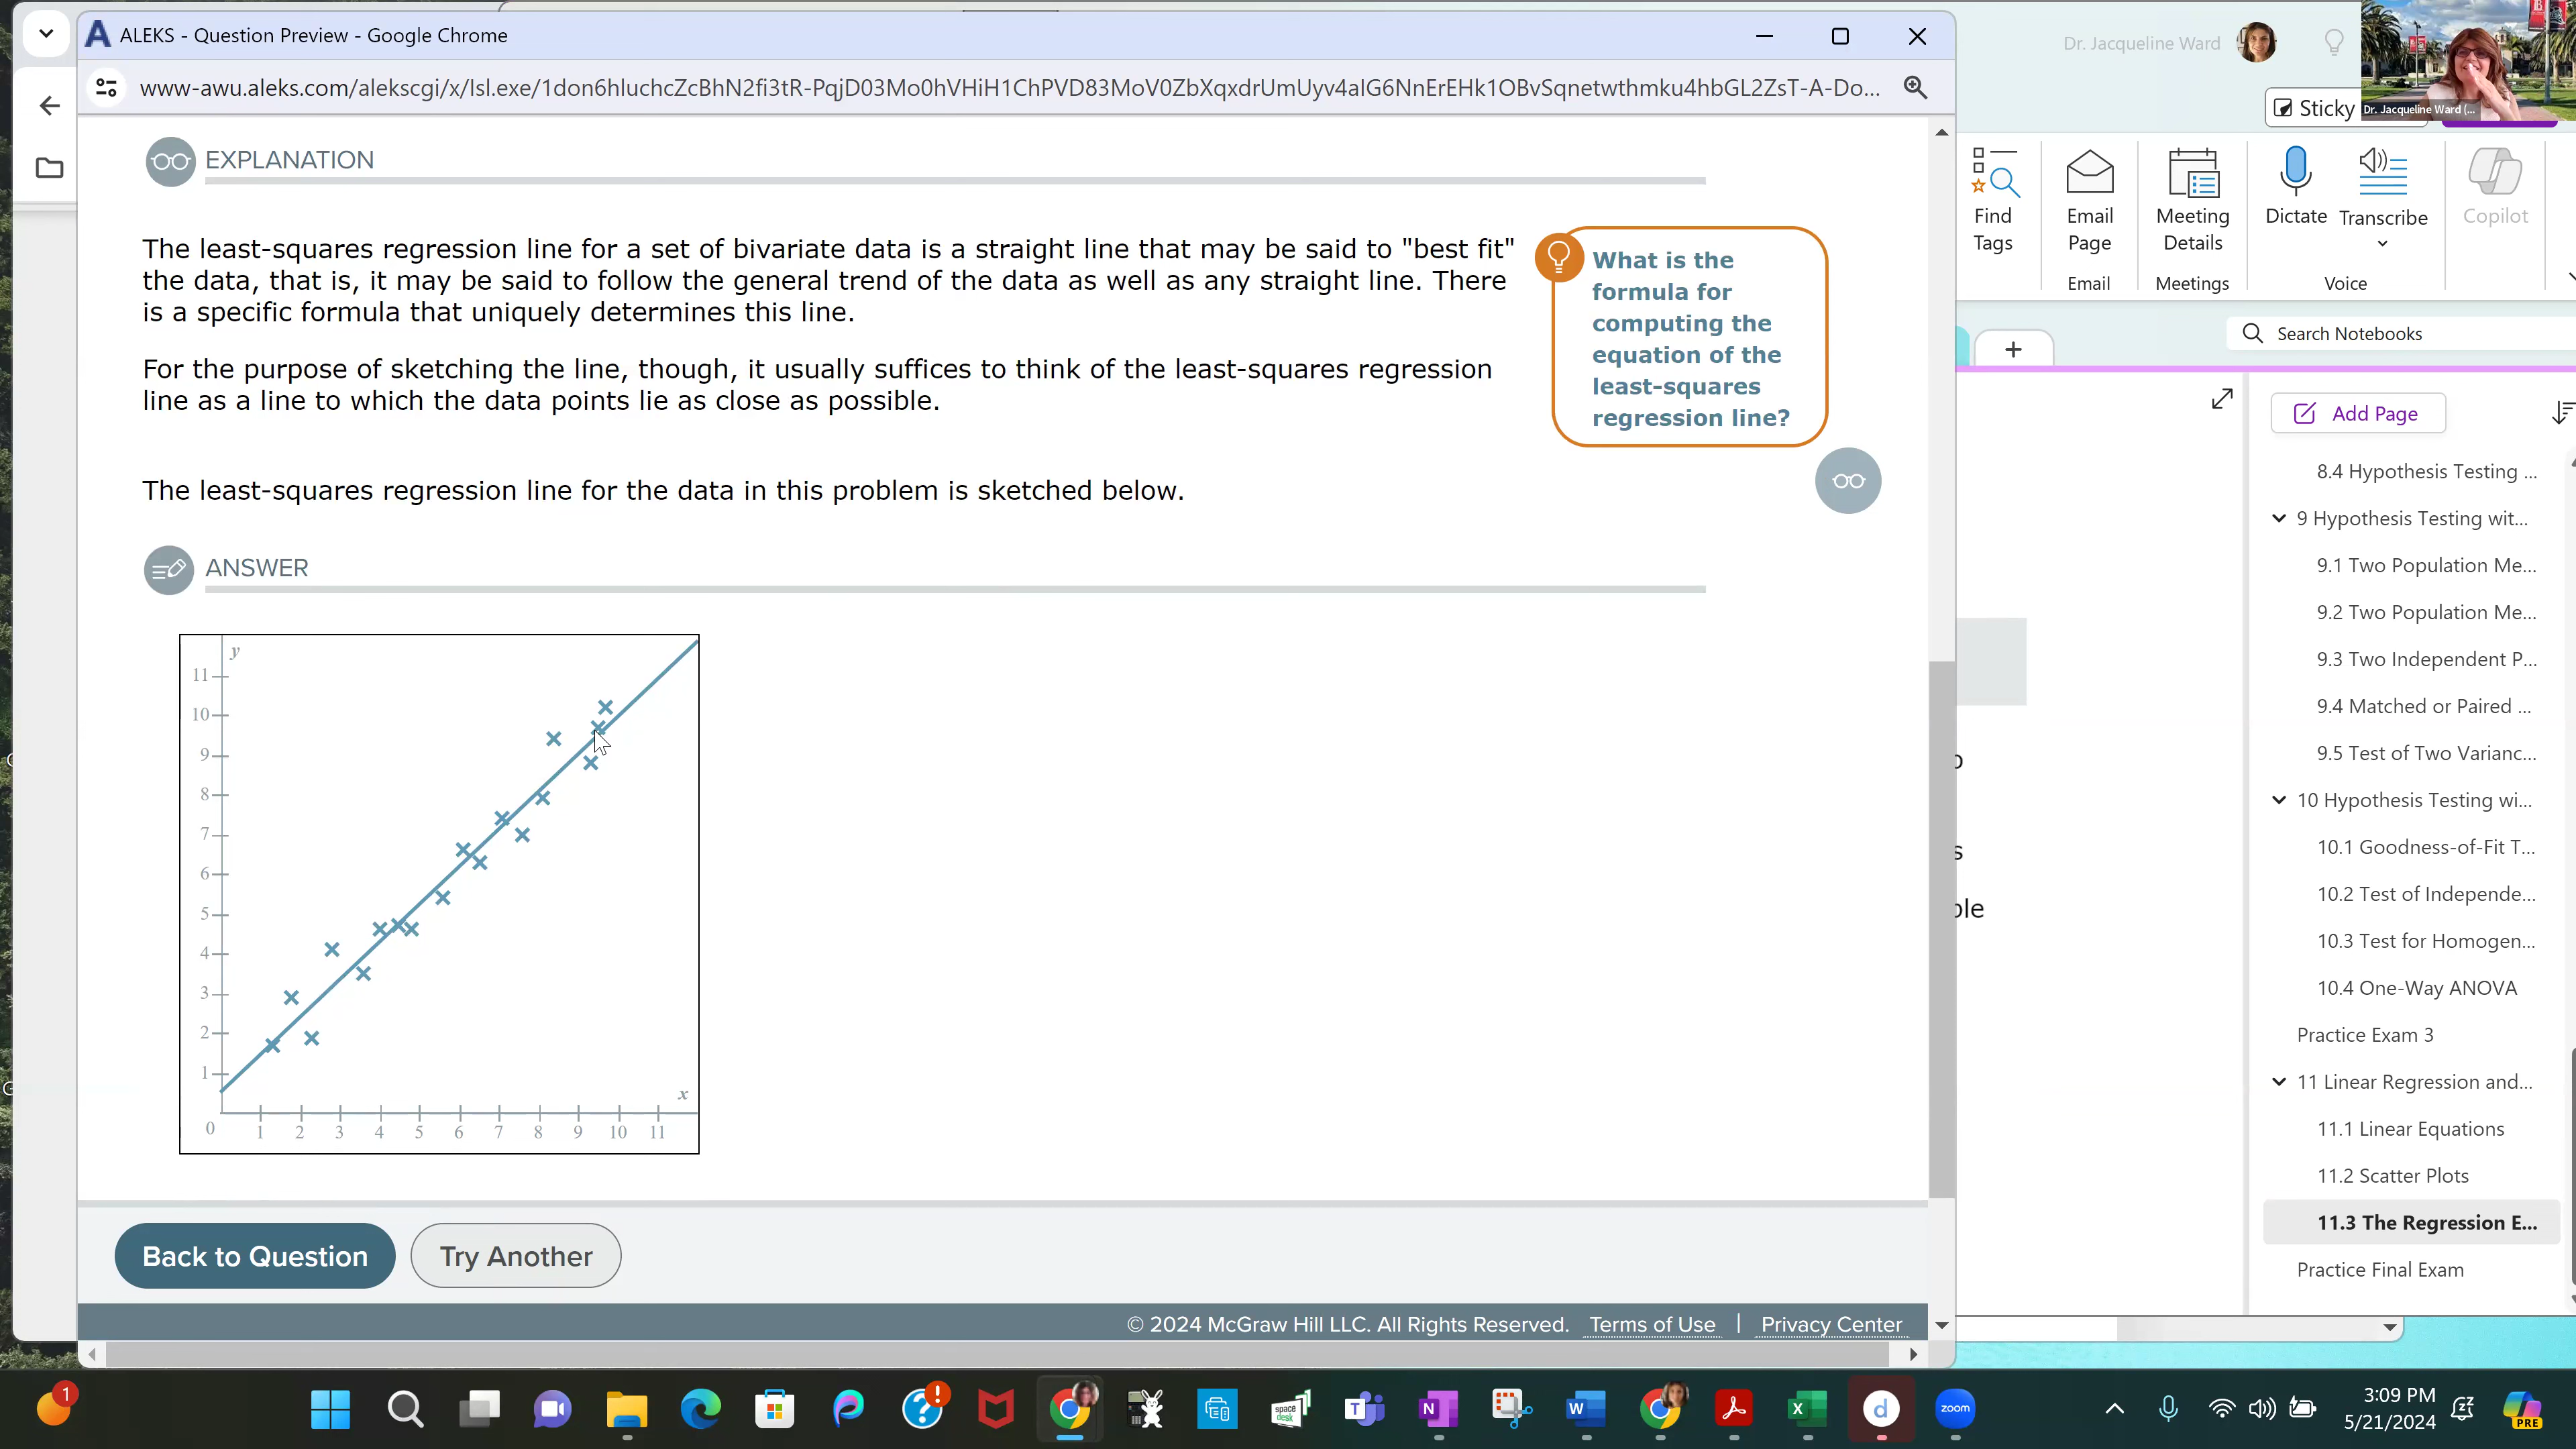 ALEKS - Question Preview - Google Chrome
www-awu.aleks.com/alekscgi/x/Isl.exe/1don6hluchcZcBhN2fi3tR-PqjD03Mo0hVHiH1ChPVD83MoV0ZbXqxdrUmUyv4alG6NnErEHk1OBvSqnetwthmku4hbGL2ZsT-A-Do...
EXPLANATION
The least-squares regression line for a set of bivariate data is a straight line that may be said to "best fit"
the data, that is, it may be said to follow the general trend of the data as well as any straight line. There
is a specific formula that uniquely determines this line.
For the purpose of sketching the line, though, it usually suffices to think of the least-squares regression
line as a line to which the data points lie as close as possible.
The least-squares regression line for the data in this problem is sketched below.
What is the
formula for
computing the
equation of the
least-squares
regression line?
ANSWER
y
11
10
9
8
7
6
5
4
3
2
1
x
0 1 2 3 4 5 6 7 8 9 10 11
Back to Question
Try Another
© 2024 McGraw Hill LLC. All Rights Reserved. Terms of Use | Privacy Center
Dr. Jacqueline Ward
Sticky
Dr. Jacqueline Ward (...
Find
Tags
Email
Page
Meeting
Details
Dictate
Transcribe
Copilot
Email
Meetings
Voice
Search Notebooks
Add Page
8.4 Hypothesis Testing ...
9 Hypothesis Testing wit...
9.1 Two Population Me...
9.2 Two Population Me...
9.3 Two Independent P...
9.4 Matched or Paired ...
9.5 Test of Two Varianc...
10 Hypothesis Testing wi...
10.1 Goodness-of-Fit T...
10.2 Test of Independe...
10.3 Test for Homogen...
10.4 One-Way ANOVA
Practice Exam 3
11 Linear Regression and...
11.1 Linear Equations
11.2 Scatter Plots
11.3 The Regression E...
Practice Final Exam
ble
1
space
desk
zoom
3:09 PM
5/21/2024
PRE